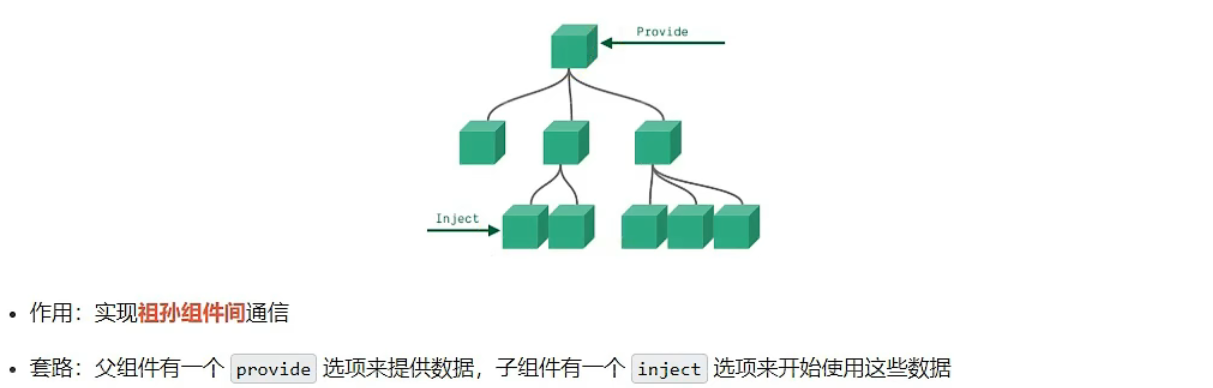 Provide
Inject
作用：实现祖孙组件间通信
套路：父组件有一个 provide 选项来提供数据，子组件有一个 inject 选项来开始使用这些数据